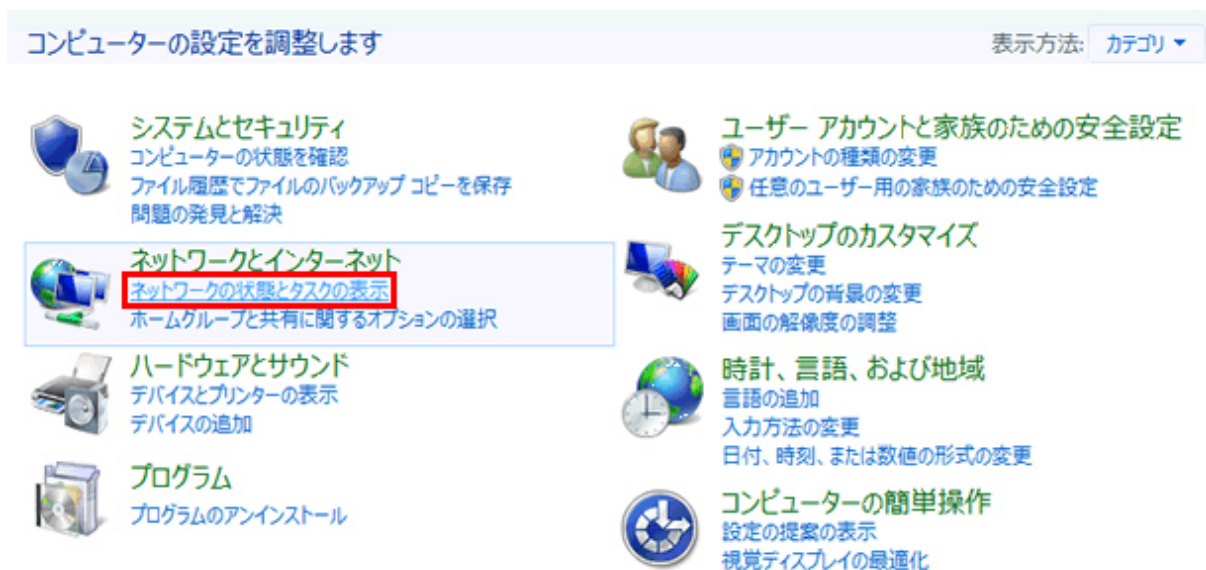 コンピューターの設定を調整します
表示方法: カテゴリ
システムとセキュリティ
コンピューターの状態を確認
ファイル履歴でファイルのバックアップ コピーを保存
問題の発見と解決
ネットワークとインターネット
ネットワークの状態とタスクの表示
ホームグループと共有に関するオプションの選択
ハードウェアとサウンド
デバイスとプリンターの表示
デバイスの追加
プログラム
プログラムのアンインストール
ユーザー アカウントと家族のための安全設定
アカウントの種類の変更
任意のユーザー用の家族のための安全設定
デスクトップのカスタマイズ
テーマの変更
デスクトップの背景の変更
画面の解像度の調整
時計、言語、および地域
言語の追加
入力方法の変更
日付、時刻、または数値の形式の変更
コンピューターの簡単操作
設定の提案の表示
視覚ディスプレイの最適化